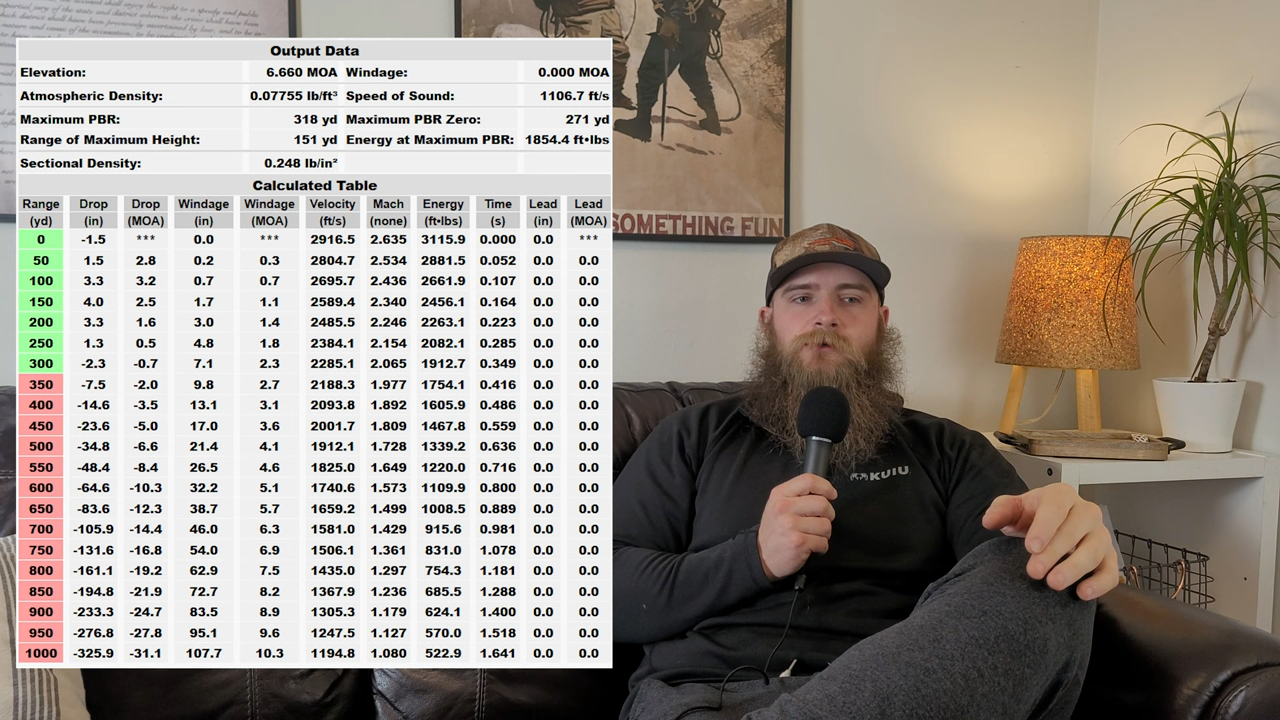 Output Data
Elevation: 6.660 MOA Windage: 0.000 MOA
Atmospheric Density: 0.07755 lb/ft³ Speed of Sound: 1106.7 ft/s
Maximum PBR: 318 yd Maximum PBR Zero: 271 yd
Range of Maximum Height: 151 yd Energy at Maximum PBR: 1854.4 ft•lbs
Sectional Density: 0.248 lb/in²
Calculated Table
Range Drop Drop Windage Windage Velocity Mach Energy Time Lead Lead
(yd) (in) (MOA) (in) (MOA) (ft/s) (none) (ft•lbs) (s) (in) (MOA)
0 -1.5 *** 0.0 *** 2916.5 2.635 3115.9 0.000 0.0 ***
50 1.5 2.8 0.2 0.3 2804.7 2.534 2881.5 0.052 0.0 0.0
100 3.3 3.2 0.7 0.7 2695.7 2.436 2661.9 0.107 0.0 0.0
150 4.0 2.5 1.7 1.1 2589.4 2.340 2456.1 0.164 0.0 0.0
200 3.3 1.6 3.0 1.4 2485.5 2.246 2263.1 0.223 0.0 0.0
250 1.3 0.5 4.8 1.8 2384.1 2.154 2082.1 0.285 0.0 0.0
300 -2.3 -0.7 7.1 2.3 2285.1 2.065 1912.7 0.349 0.0 0.0
350 -7.5 -2.0 9.8 2.7 2188.3 1.977 1754.1 0.416 0.0 0.0
400 -14.6 -3.5 13.1 3.1 2093.8 1.892 1605.9 0.486 0.0 0.0
450 -23.6 -5.0 17.0 3.6 2001.7 1.809 1467.8 0.559 0.0 0.0
500 -34.8 -6.6 21.4 4.1 1912.1 1.728 1339.2 0.636 0.0 0.0
550 -48.4 -8.4 26.5 4.6 1825.0 1.649 1220.0 0.716 0.0 0.0
600 -64.6 -10.3 32.2 5.1 1740.6 1.573 1109.9 0.800 0.0 0.0
650 -83.6 -12.3 38.7 5.7 1659.2 1.499 1008.5 0.889 0.0 0.0
700 -105.9 -14.4 46.0 6.3 1581.0 1.429 915.6 0.981 0.0 0.0
750 -131.6 -16.8 54.0 6.9 1506.1 1.361 831.0 1.078 0.0 0.0
800 -161.1 -19.2 62.9 7.5 1435.0 1.297 754.3 1.181 0.0 0.0
850 -194.8 -21.9 72.7 8.2 1367.9 1.236 685.5 1.288 0.0 0.0
900 -233.3 -24.7 83.5 8.9 1305.3 1.179 624.1 1.400 0.0 0.0
950 -276.8 -27.8 95.1 9.6 1247.5 1.127 570.0 1.518 0.0 0.0
1000 -325.9 -31.1 107.7 10.3 1194.8 1.080 522.9 1.641 0.0 0.0
SOMETHING FUN
KUIU